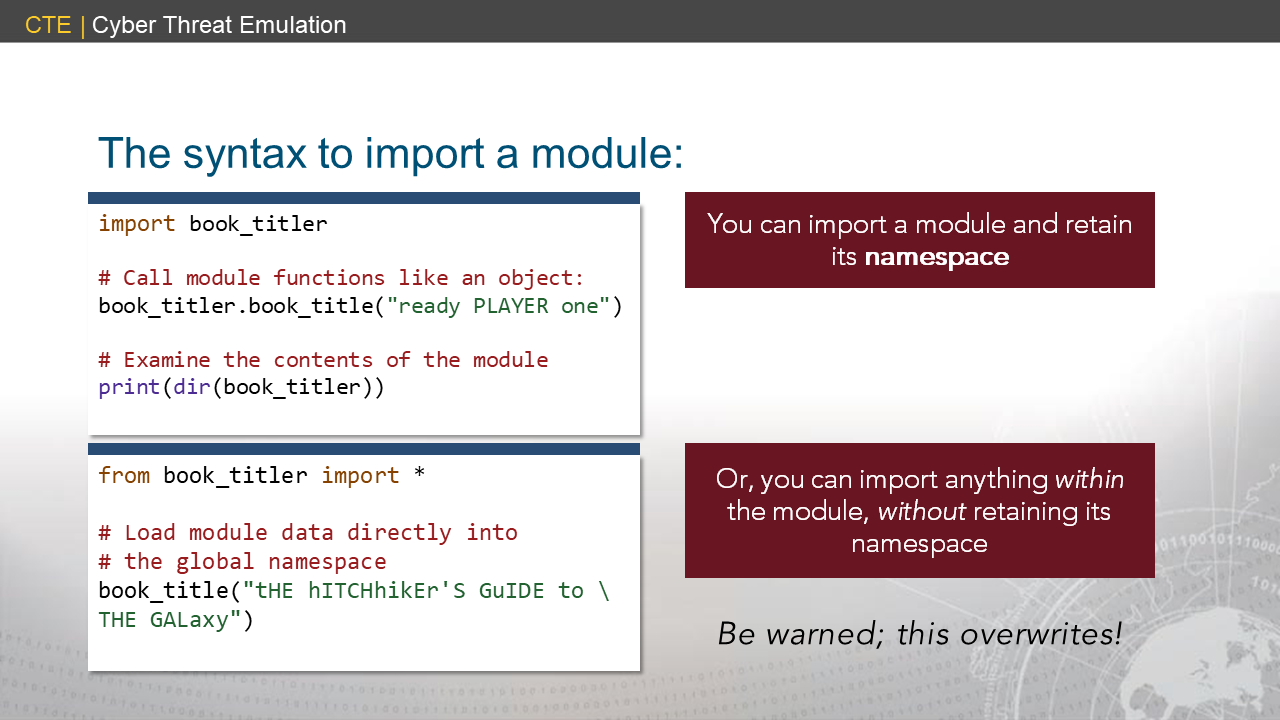 CTE | Cyber Threat Emulation
The syntax to import a module:
import book_titler
# Call module functions like an object:
book_titler.book_title("ready PLAYER one")
# Examine the contents of the module
print(dir(book_titler))
You can import a module and retain
its namespace
from book_titler import *
# Load module data directly into
# the global namespace
book_title("tHE hITCHhikEr'S GuIDE to \
THE GALaxy")
Or, you can import anything within
the module, without retaining its
namespace
Be warned; this overwrites!